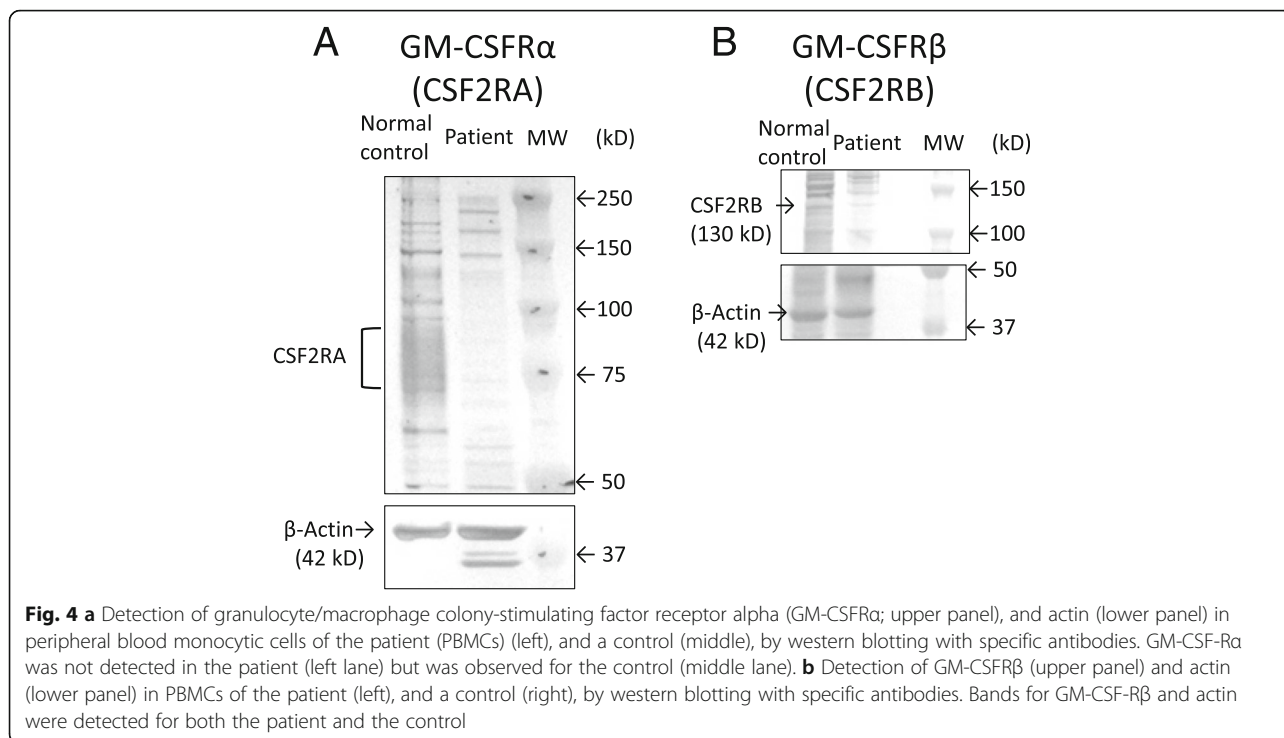 A
GM-CSFRα
(CSF2RA)
Normal
control
Patient
MW
(kD)
←250
←150
←100
CSF2RA
←75
←50
β-Actin→
(42 kD)
←37
B
GM-CSFRβ
(CSF2RB)
Normal
control
Patient
MW
(kD)
CSF2RB →
(130 kD)
←150
←100
←50
β-Actin→
(42 kD)
←37
Fig. 4 a Detection of granulocyte/macrophage colony-stimulating factor receptor alpha (GM-CSFRα; upper panel), and actin (lower panel) in
peripheral blood monocytic cells of the patient (PBMCs) (left), and a control (middle), by western blotting with specific antibodies. GM-CSF-Rα
was not detected in the patient (left lane) but was observed for the control (middle lane). b Detection of GM-CSFRβ (upper panel) and actin
(lower panel) in PBMCs of the patient (left), and a control (right), by western blotting with specific antibodies. Bands for GM-CSF-Rβ and actin
were detected for both the patient and the control